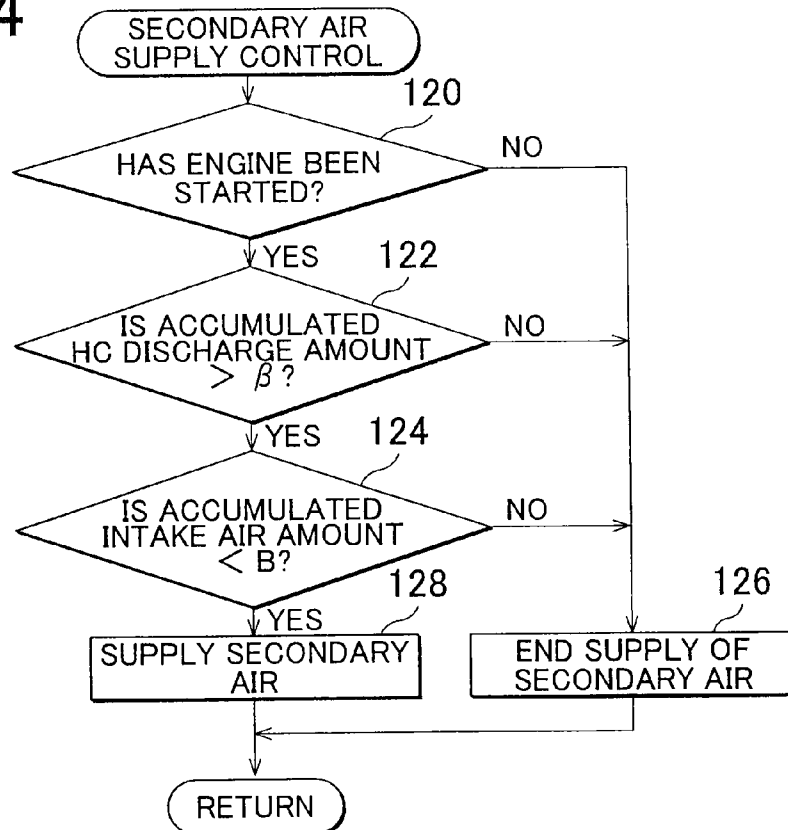 4
SECONDARY AIR
SUPPLY CONTROL
120
HAS ENGINE BEEN
STARTED?
NO
YES
122
IS ACCUMULATED
HC DISCHARGE AMOUNT
> β?
NO
YES
124
IS ACCUMULATED
INTAKE AIR AMOUNT
< B?
NO
YES
128
SUPPLY SECONDARY
AIR
126
END SUPPLY OF
SECONDARY AIR
RETURN